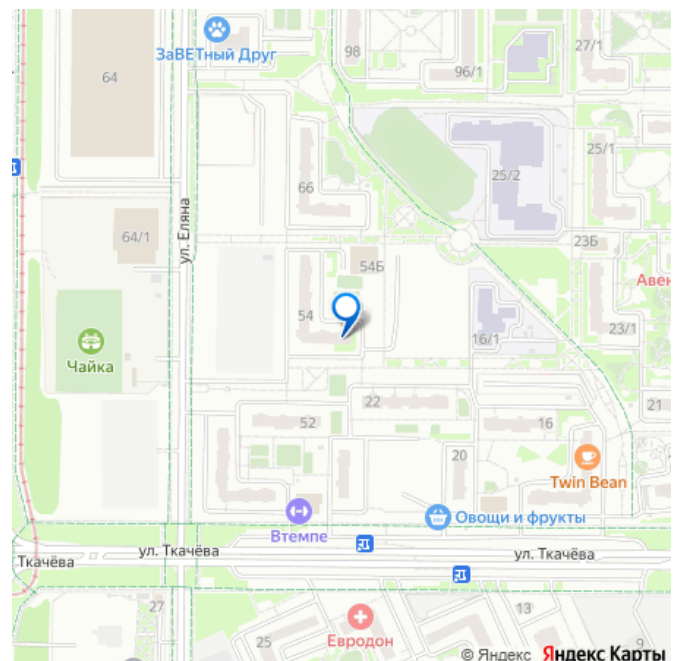 ЗаВЕТный Друг
98
27/1
64
96/1
25/1
25/2
66
64/1
ул. Еляна
54Б
23Б
Авен
54
16/1
23/1
Чайка
22
21
52
16
20
Twin Bean
Втемпе
Овощи и фрукты
ул. Ткачёва
ул. Ткачёва
Ткачёва
27
13
25
Евродон
9
© Яндекс Яндекс Карты